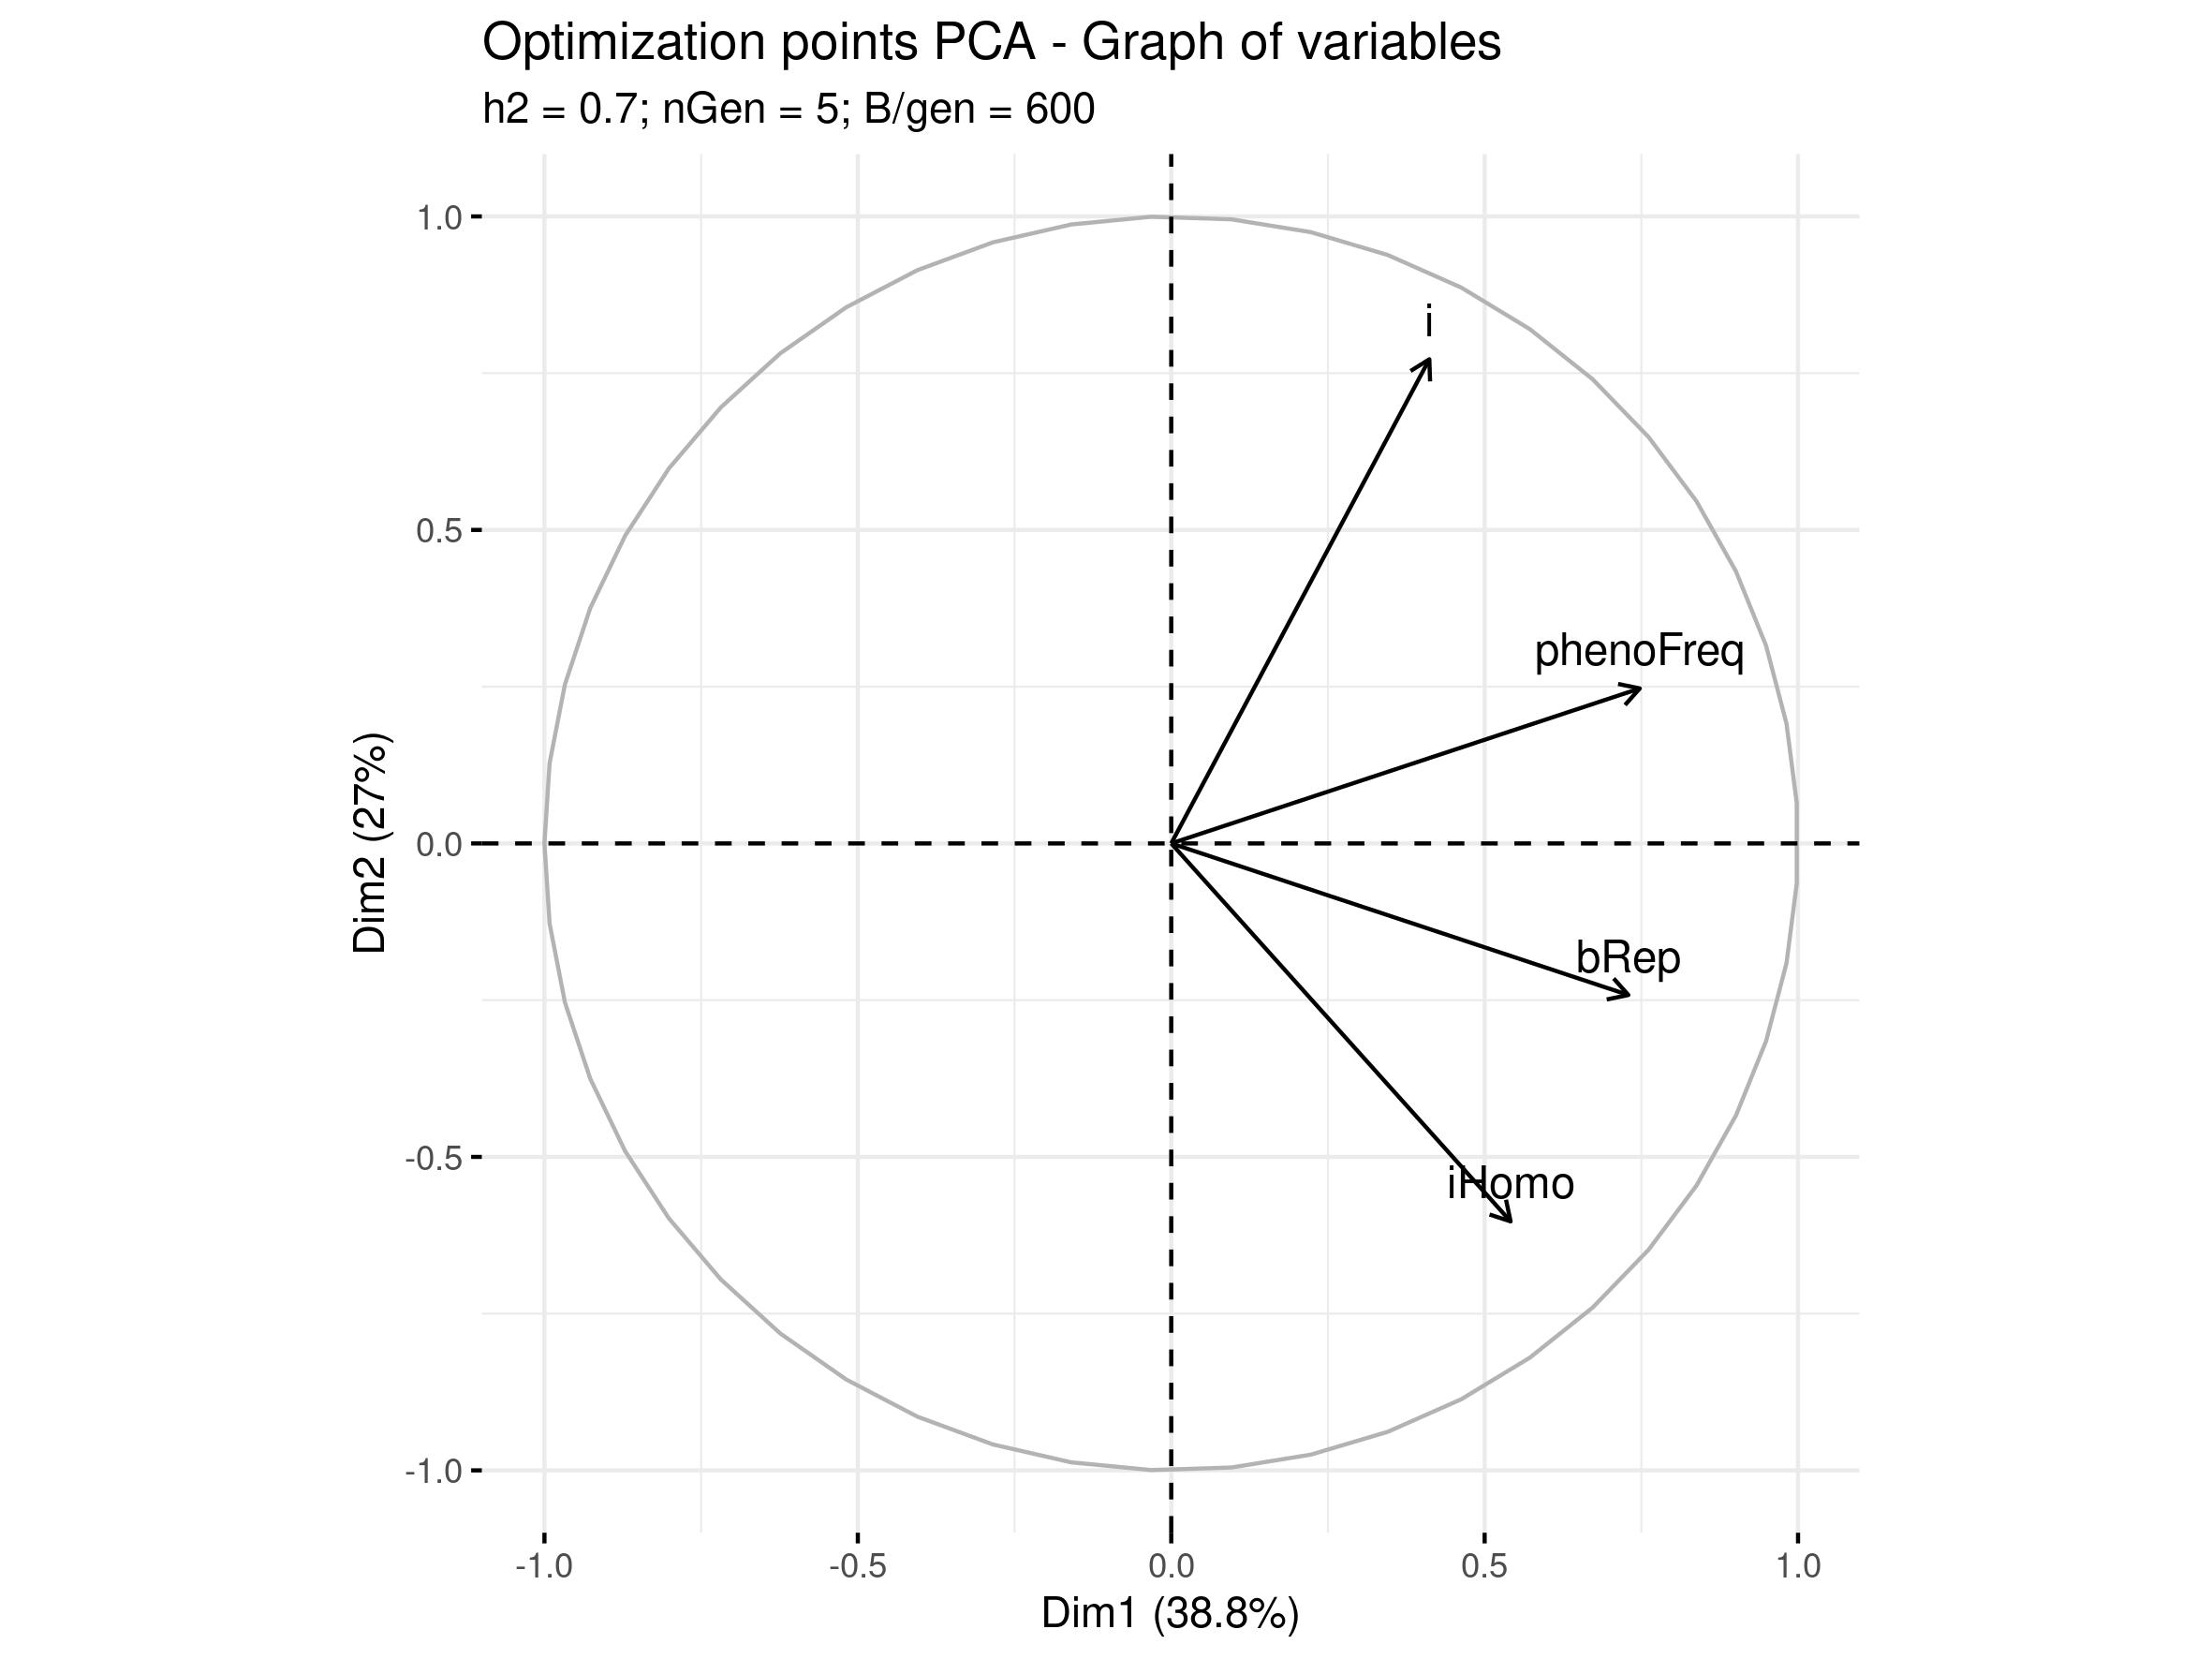 Optimization points PCA - Graph of variables
h2 = 0.7; nGen = 5; B/gen = 600
1.0
0.5
0.0
-0.5
-1.0
Dim2 (27%)
i
phenoFreq
bRep
iHomo
-1.0
-0.5
0.0
0.5
1.0
Dim1 (38.8%)